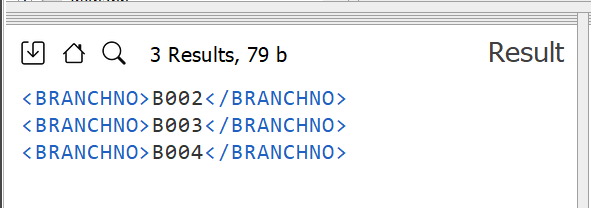 3 Results, 79 b
Result
<BRANCHNO>B002</BRANCHNO>
<BRANCHNO>B003</BRANCHNO>
<BRANCHNO>B004</BRANCHNO>